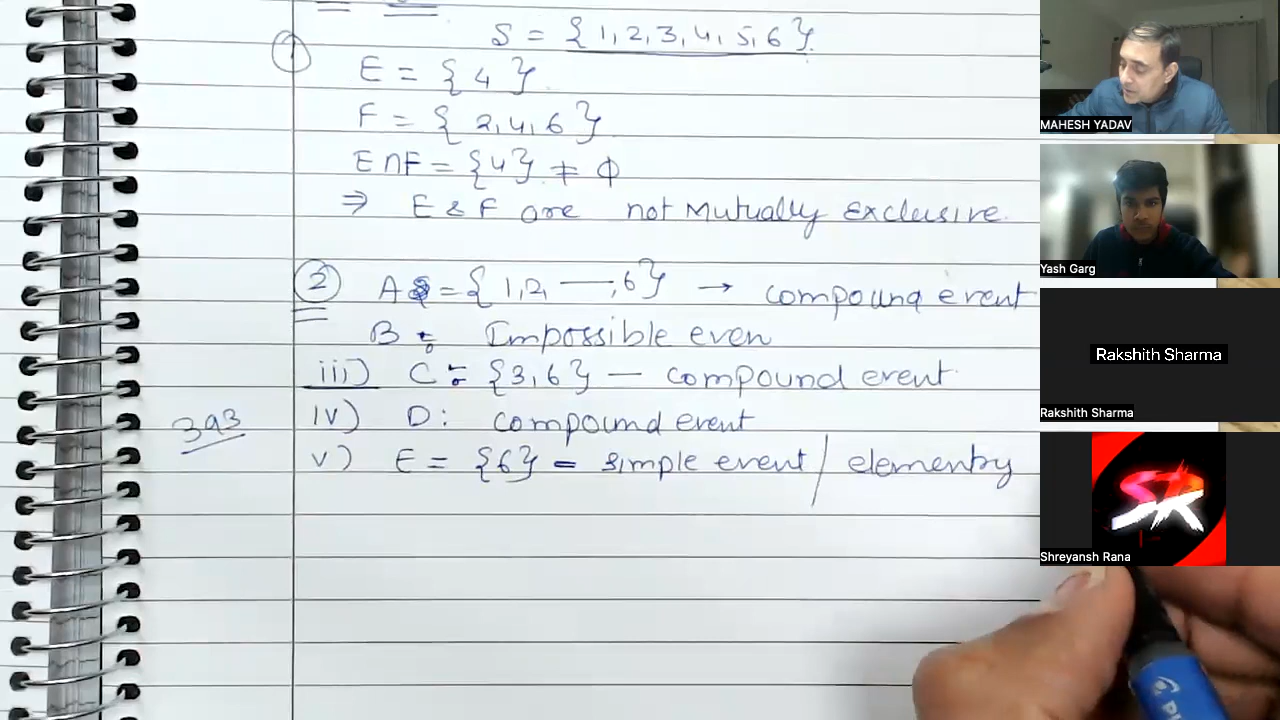 S = {1,2,3,4,5,6}.
1
E = {4}.
F = {2,4,6}
E∩F = {4} ≠ ϕ
⇒ E & F are not Mutually Exclusive.
2 A = {1,2,—,6} → compound event
B : Impossible even
iii) C : {3,6} — compound event.
393
iv) D: compound event
v) E = {6} – simple event / elementry
MAHESH YADAV
Yash Garg
Rakshith Sharma
Rakshith Sharma
SR
Shreyansh Rana